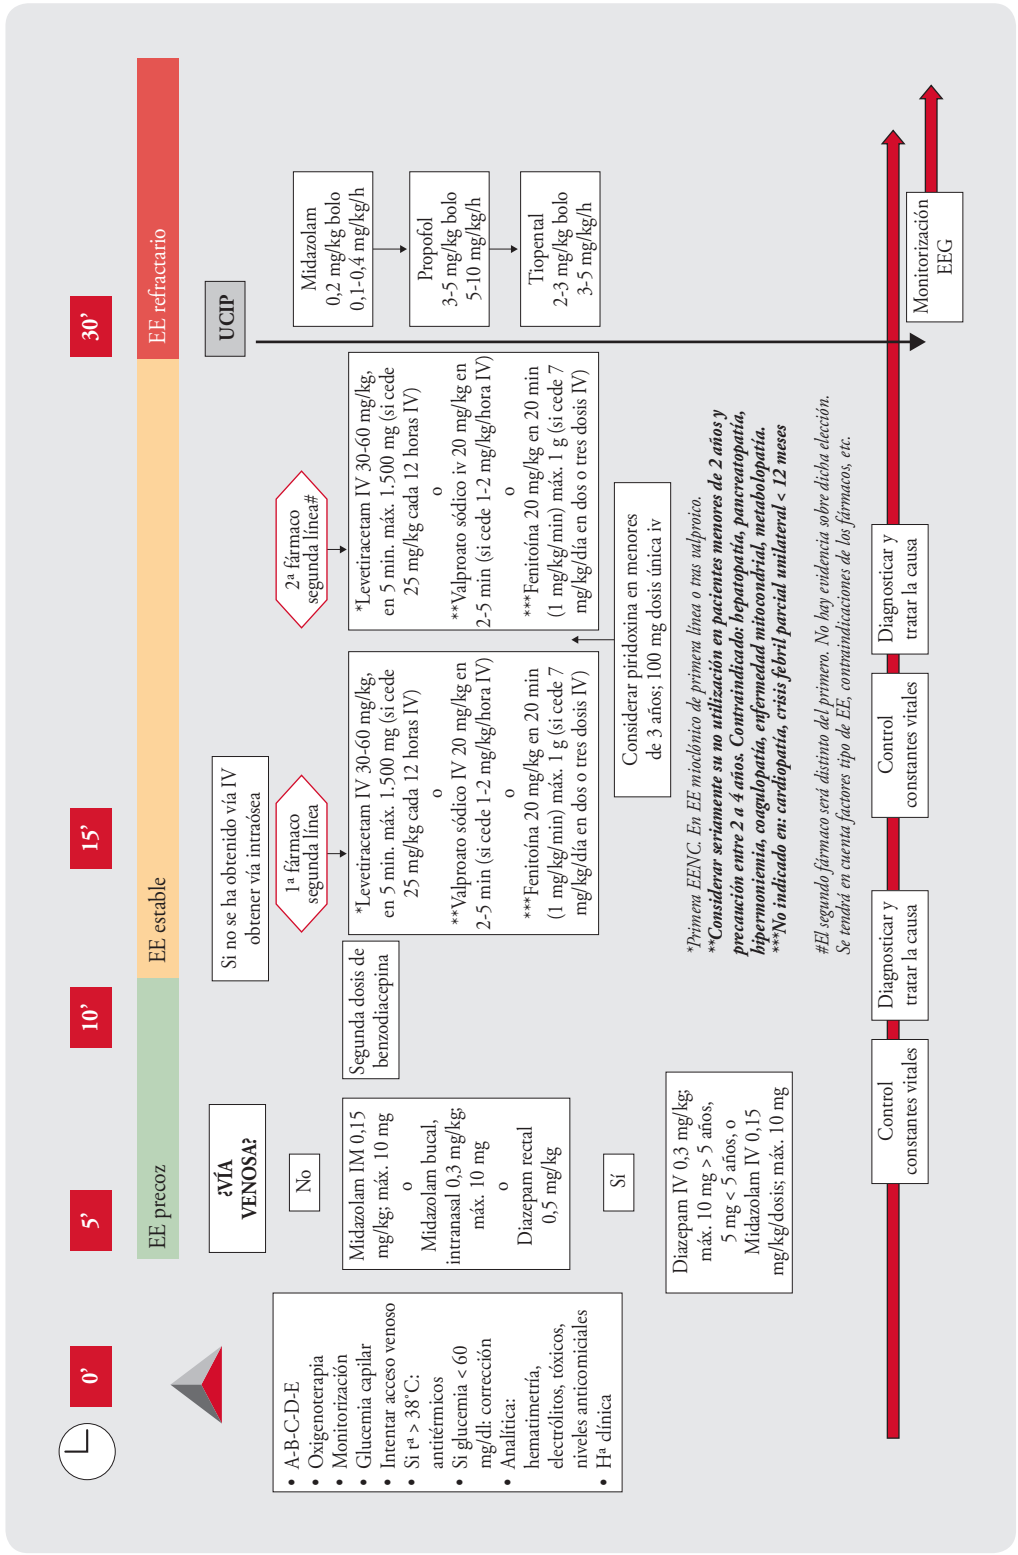 0’
5’
10’
15’
30’
EE precoz
EE estable
EE refractario
• A-B-C-D-E
• Oxigenoterapia
• Monitorización
• Glucemia capilar
• Intentar acceso venoso
• Si tª > 38°C:
antitérmicos
• Si glucemia < 60
mg/dl: corrección
• Analítica:
hematimetría,
electrólitos, tóxicos,
niveles anticomiciales
• Hª clínica
¿VÍA
VENOSA?
No
Midazolam IM 0,15
mg/kg; máx. 10 mg
o
Midazolam bucal,
intranasal 0,3 mg/kg;
máx. 10 mg
o
Diazepam rectal
0,5 mg/kg
Sí
Diazepam IV 0,3 mg/kg;
máx. 10 mg > 5 años,
5 mg < 5 años, o
Midazolam IV 0,15
mg/kg/dosis; máx. 10 mg
Segunda dosis de
benzodiacepina
Si no se ha obtenido vía IV
obtener vía intraósea
1ª fármaco
segunda línea
*Levetiracetam IV 30-60 mg/kg,
en 5 min. máx. 1.500 mg (si cede
25 mg/kg cada 12 horas IV)
o
**Valproato sódico IV 20 mg/kg en
2-5 min (si cede 1-2 mg/kg/hora IV)
o
***Fenitoína 20 mg/kg en 20 min
(1 mg/kg/min) máx. 1 g (si cede 7
mg/kg/día en dos o tres dosis IV)
2ª fármaco
segunda línea#
*Levetiracetam IV 30-60 mg/kg,
en 5 min. máx. 1.500 mg (si cede
25 mg/kg cada 12 horas IV)
o
**Valproato sódico iv 20 mg/kg en
2-5 min (si cede 1-2 mg/kg/hora IV)
o
***Fenitoína 20 mg/kg en 20 min
(1 mg/kg/min) máx. 1 g (si cede 7
mg/kg/día en dos o tres dosis IV)
Considerar piridoxina en menores
de 3 años; 100 mg dosis única iv
UCIP
Midazolam
0,2 mg/kg bolo
0,1-0,4 mg/kg/h
Propofol
3-5 mg/kg bolo
5-10 mg/kg/h
Tiopental
2-3 mg/kg bolo
3-5 mg/kg/h
*Primera EENC. En EE mioclónico de primera línea o tras valproico.
**Considerar seriamente su no utilización en pacientes menores de 2 años y
precaución entre 2 a 4 años. Contraindicado: hepatopatía, pancreatopatía,
hipermoniemia, coagulopatía, enfermedad mitocondrial, metabolopatía.
***No indicado en: cardiopatía, crisis febril parcial unilateral < 12 meses
#El segundo fármaco será distinto del primero. No hay evidencia sobre dicha elección.
Se tendrá en cuenta factores tipo de EE, contraindicaciones de los fármacos, etc.
Control
constantes vitales
Diagnosticar y
tratar la causa
Control
constantes vitales
Diagnosticar y
tratar la causa
Monitorización
EEG